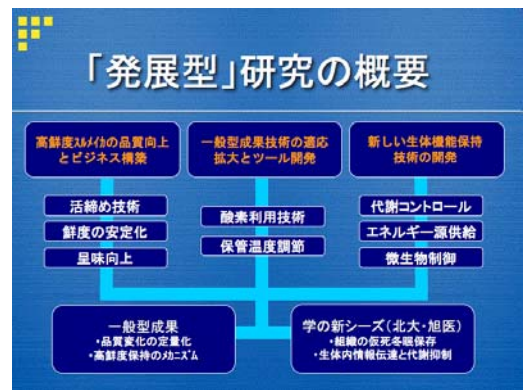 「発展型」研究の概要
高鮮度ｽﾙﾒｲｶの品質向上
とビジネス構築
一般型成果技術の適応
拡大とツール開発
新しい生体機能保持
技術の開発
活締め技術
鮮度の安定化
呈味向上
酸素利用技術
保管温度調節
代謝コントロール
エネルギー源供給
微生物制御
一般型成果
・品質変化の定量化
・高鮮度保持のﾒｶﾆｽﾞﾑ
学の新シーズ(北大・旭医)
・組織の仮死冬眠保存
・生体内情報伝達と代謝抑制